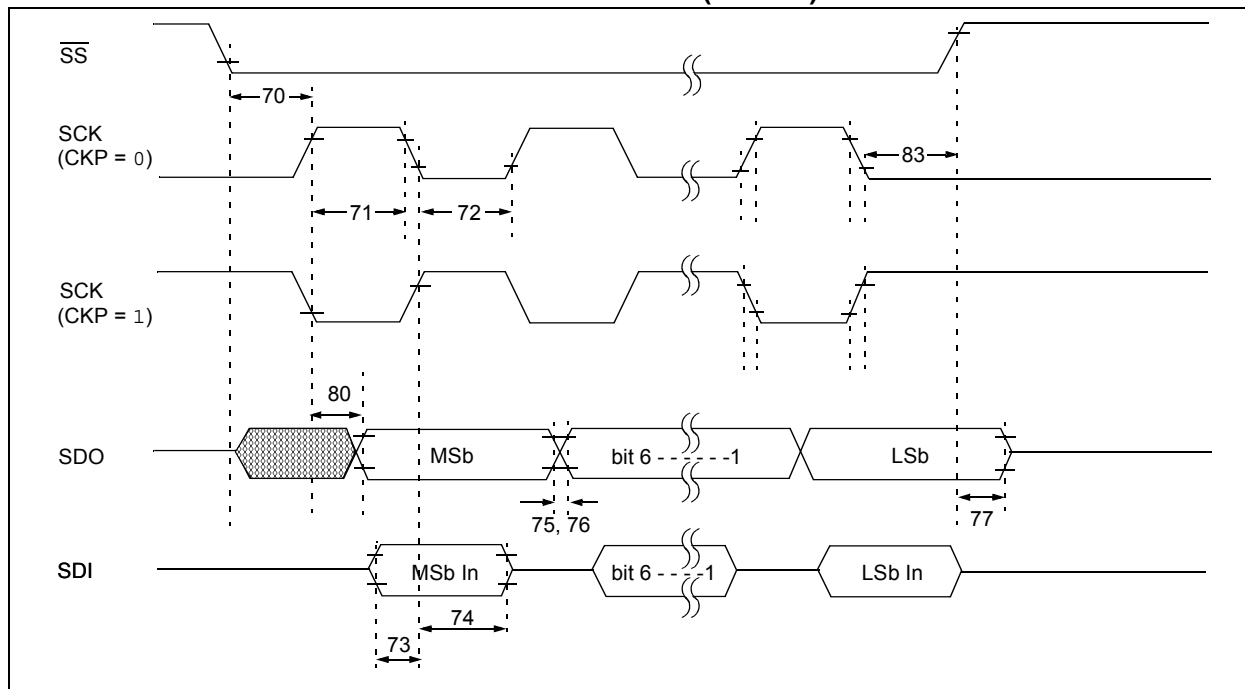 SS
70
SCK
(CKP = 0)
83
71
72
SCK
(CKP = 1)
80
SDO
MSb
bit 6 - - - - - - -1
LSb
75, 76
77
SDI
MSb In
bit 6 - - - - -1
LSb In
74
73